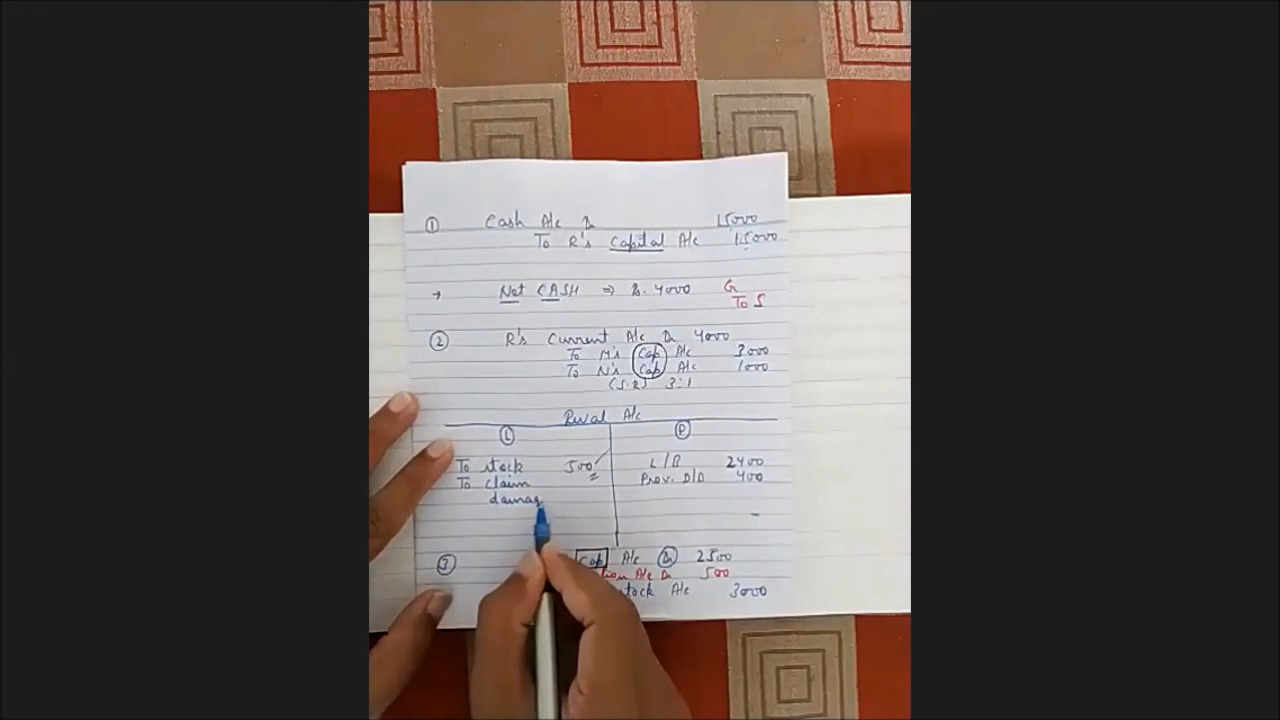 ① Cash A/c Dr 15000
To R's Capital A/c 15000
→ Net CASH ⇒ Rs. 4000 G
To S
② R's Current A/c Dr 4000
To M's Cap A/c 3000
To N's Cap A/c 1000
(S.R) 3:1
Reval A/c
Ⓛ Ⓟ
To stock 500 L/B 2400
To claim Prov. D/D 400
damag
③ Cap A/c Dr 2500
tion A/c Dr 500
stock A/c 3000